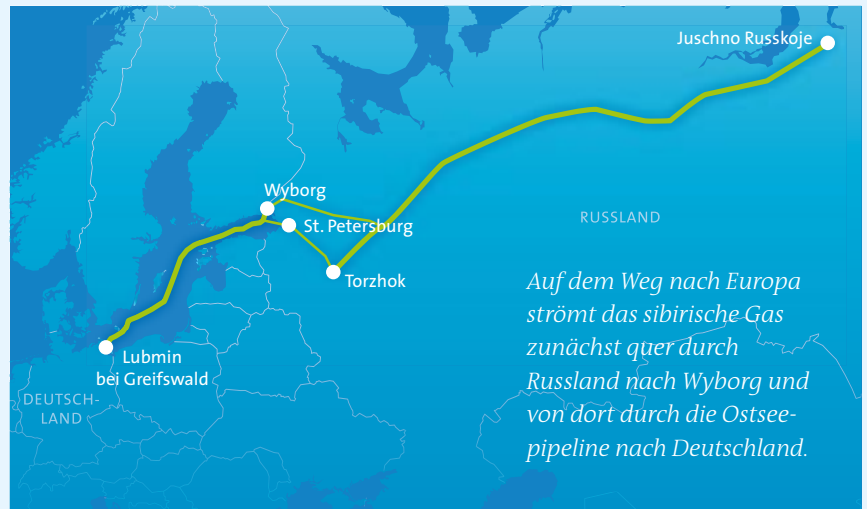 Juschno Russkoje
Wyborg
St. Petersburg
RUSSLAND
Torzhok
Auf dem Weg nach Europa
strömt das sibirische Gas
zunächst quer durch
Russland nach Wyborg und
von dort durch die Ostsee-
pipeline nach Deutschland.
Lubmin
bei Greifswald
DEUTSCH-
LAND